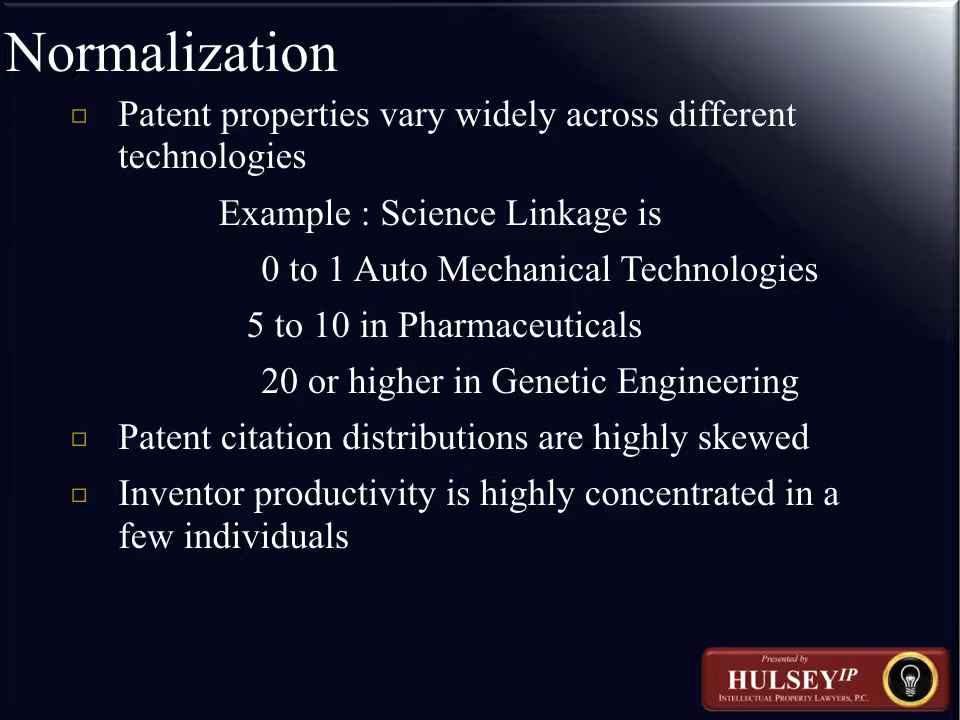 Normalization
Patent properties vary widely across different
technologies
Example : Science Linkage is
0 to 1 Auto Mechanical Technologies
5 to 10 in Pharmaceuticals
20 or higher in Genetic Engineering
Patent citation distributions are highly skewed
Inventor productivity is highly concentrated in a
few individuals
Presented by
HULSEY IP
INTELLECTUAL PROPERTY LAWYERS, P.C.